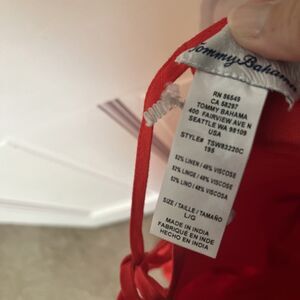 Tommy Bahama
RN 86549
CA 58297
TOMMY BAHAMA
400 FAIRVIEW AVE N
SEATTLE WA 98109
USA
STYLE# TSW83220C
195
52% LINEN / 48% VISCOSE
52% LINGE / 48% VISCOSE
52% LINO / 48% VISCOSA
SIZE / TAILLE / TAMAÑO
L/G
MADE IN INDIA
FABRIQUÉ EN INDE
HECHO EN INDIA